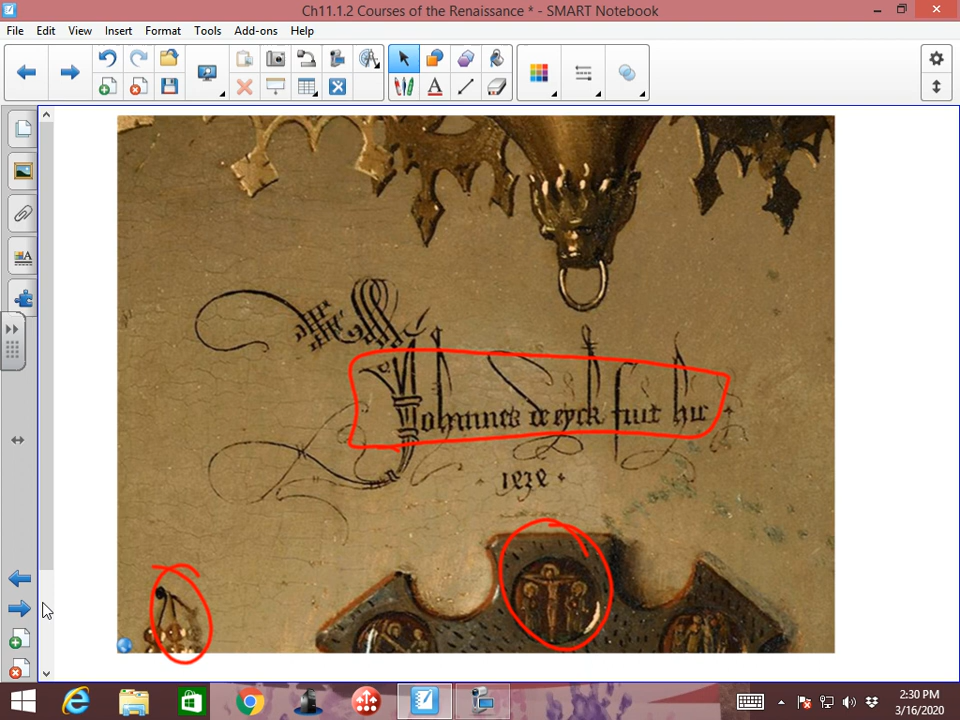 Ch11.1.2 Courses of the Renaissance * - SMART Notebook
File Edit View Insert Format Tools Add-ons Help
Johannes de eyck fuit hic
1434
2:30 PM
3/16/2020